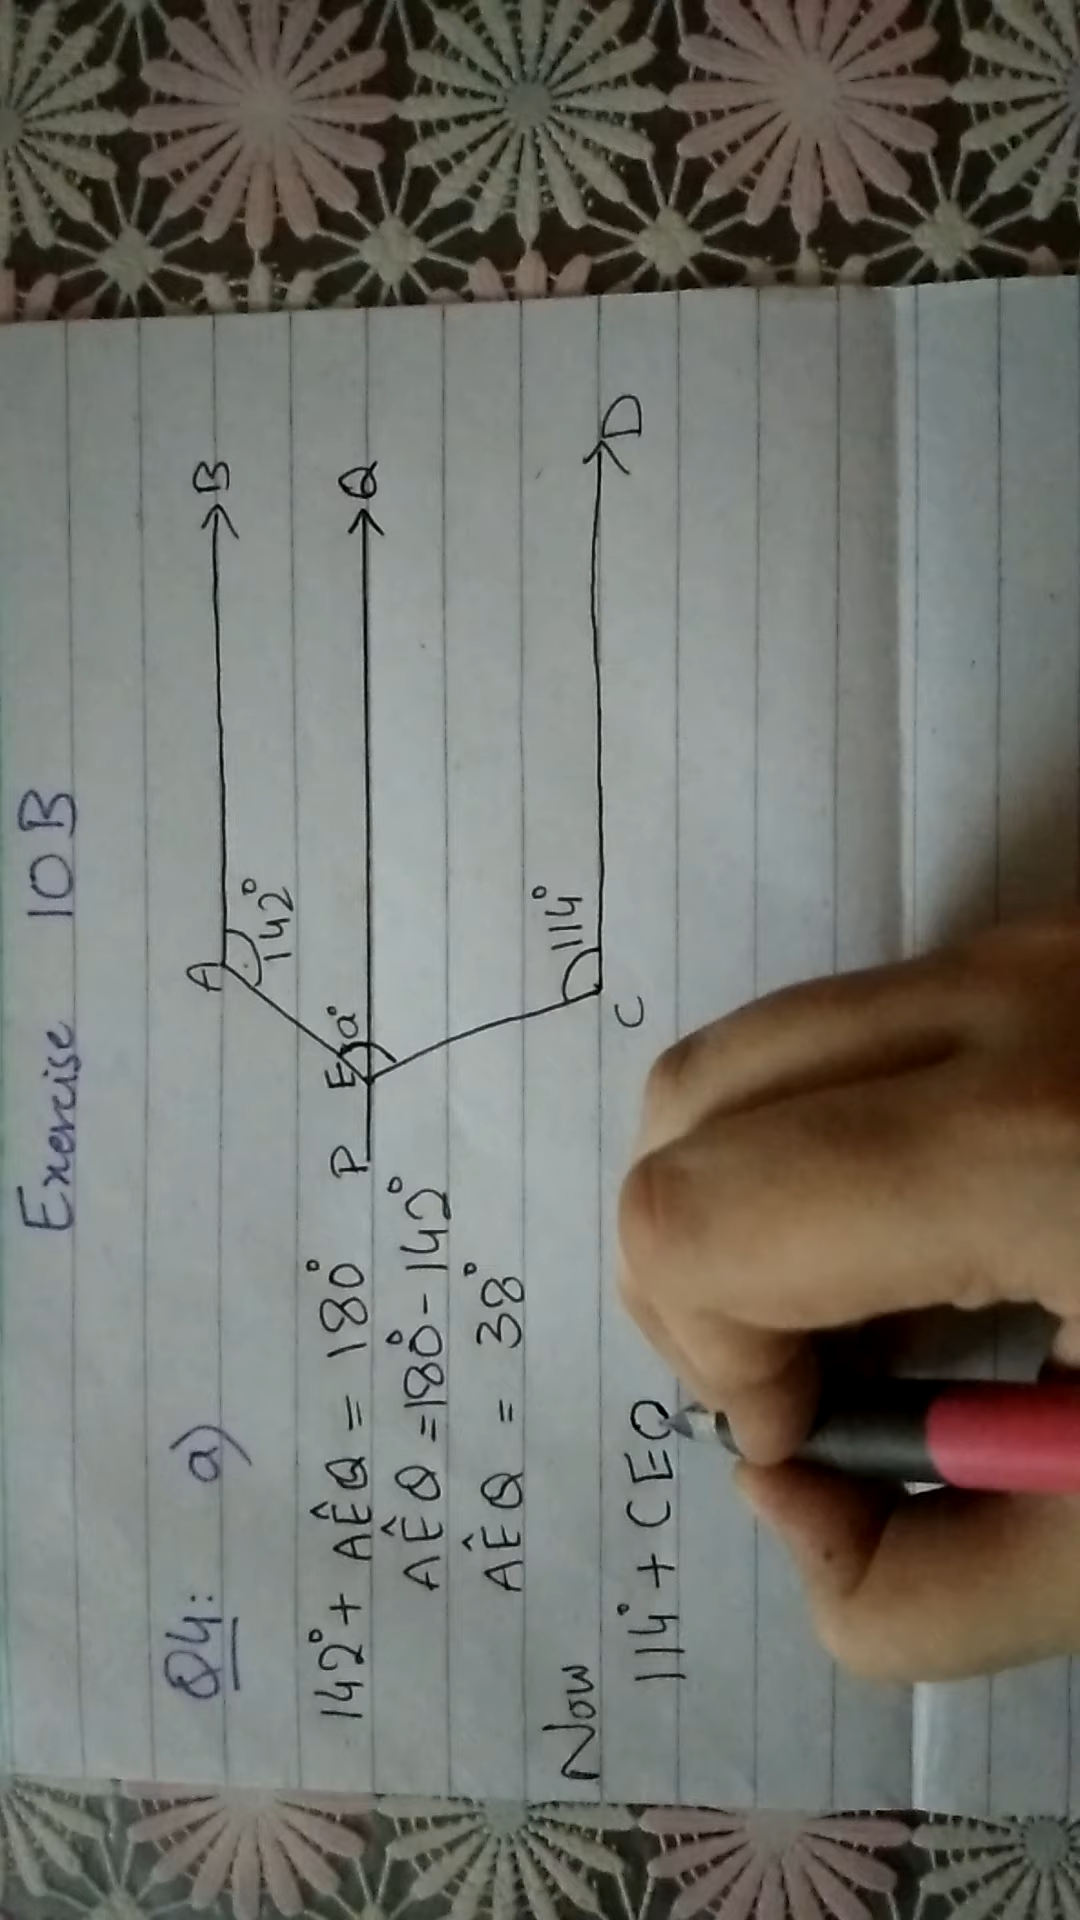 Exercise 10B
Q4: a)
A
B
142°
142° + AÊQ = 180°
P
E
a°
Q
AÊQ = 180° - 142°
AÊQ = 38°
114°
C
D
Now
114° + CEQ